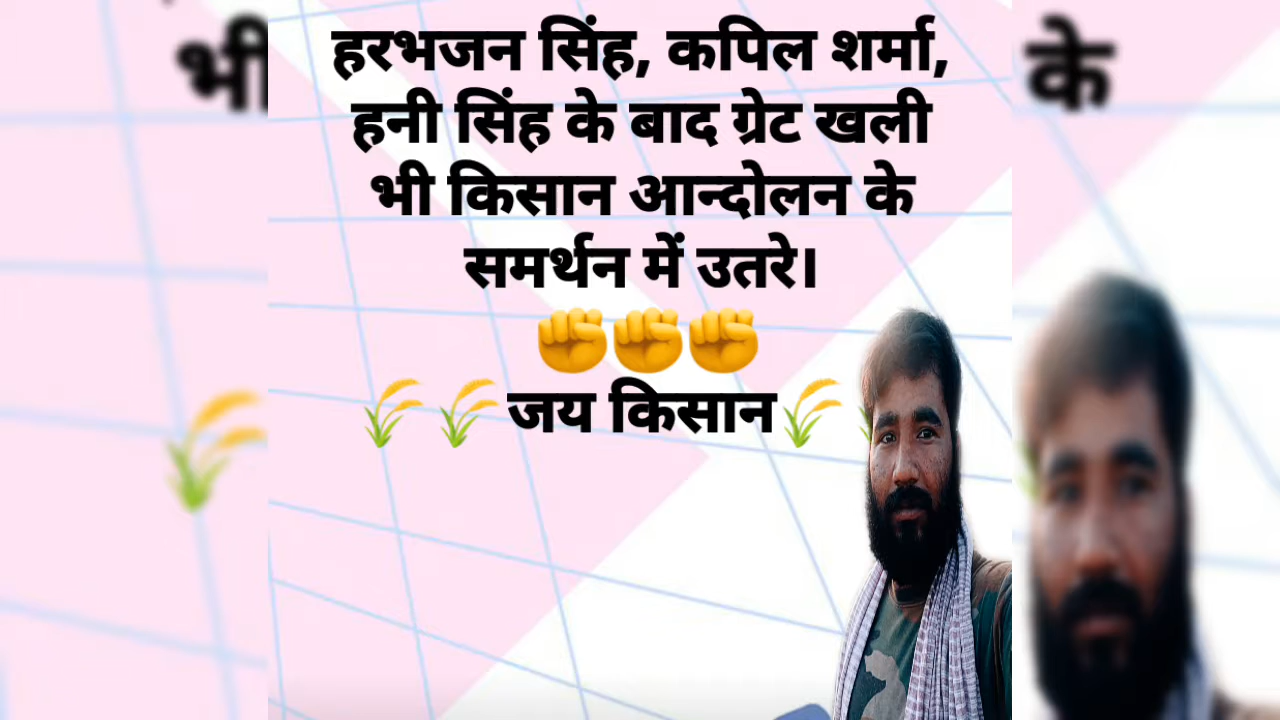 हरभजन सिंह, कपिल शर्मा,
हनी सिंह के बाद ग्रेट खली
भी किसान आन्दोलन के
समर्थन में उतरे।
✊✊✊
🌾🌾जय किसान🌾🌾